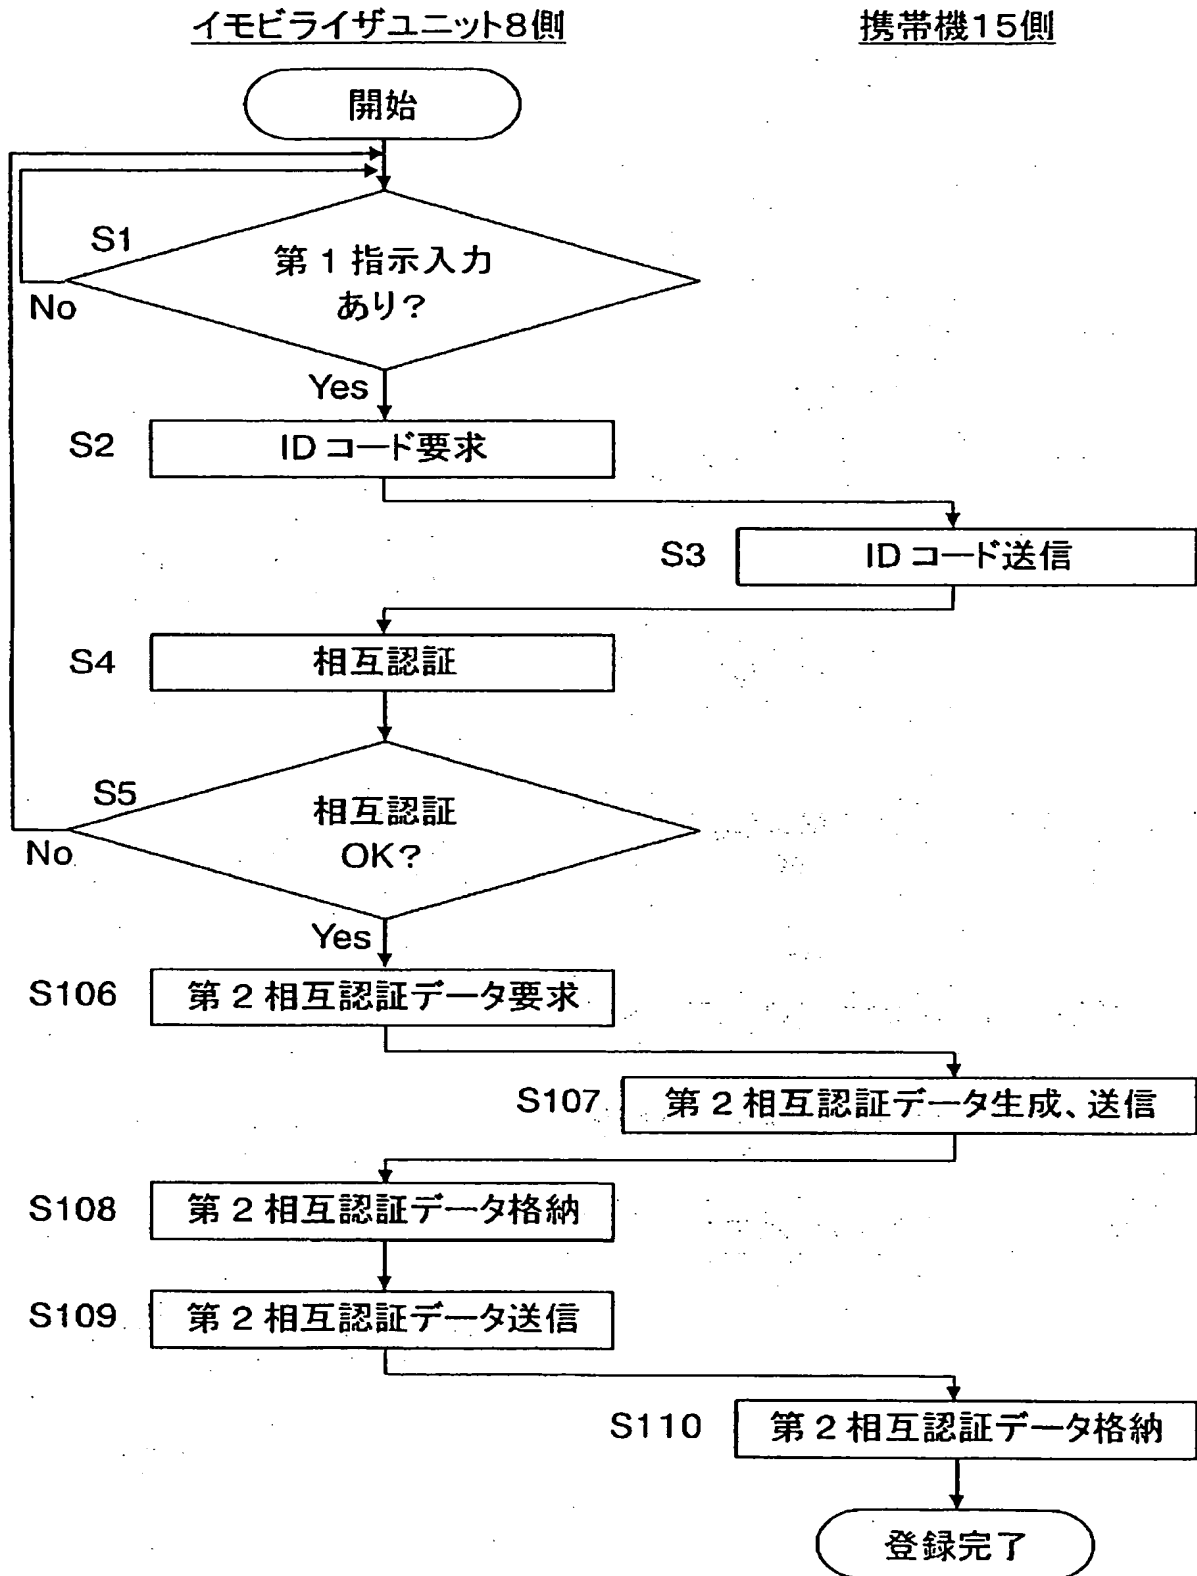 イモビライザユニット8側
携帯機15側
開始
S1
第1指示入力
あり?
No
Yes
S2
IDコード要求
S3
IDコード送信
S4
相互認証
S5
相互認証
OK?
No
Yes
S106
第2相互認証データ要求
S107
第2相互認証データ生成、送信
S108
第2相互認証データ格納
S109
第2相互認証データ送信
S110
第2相互認証データ格納
登録完了